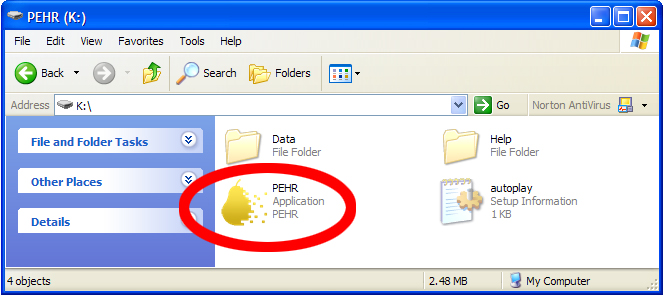 PEHR (K:)
File Edit View Favorites Tools Help
Back Search Folders
Address K:\ Go Norton AntiVirus
File and Folder Tasks
Other Places
Details
Data
File Folder
Help
File Folder
PEHR
Application
PEHR
autoplay
Setup Information
1 KB
4 objects 2.48 MB My Computer